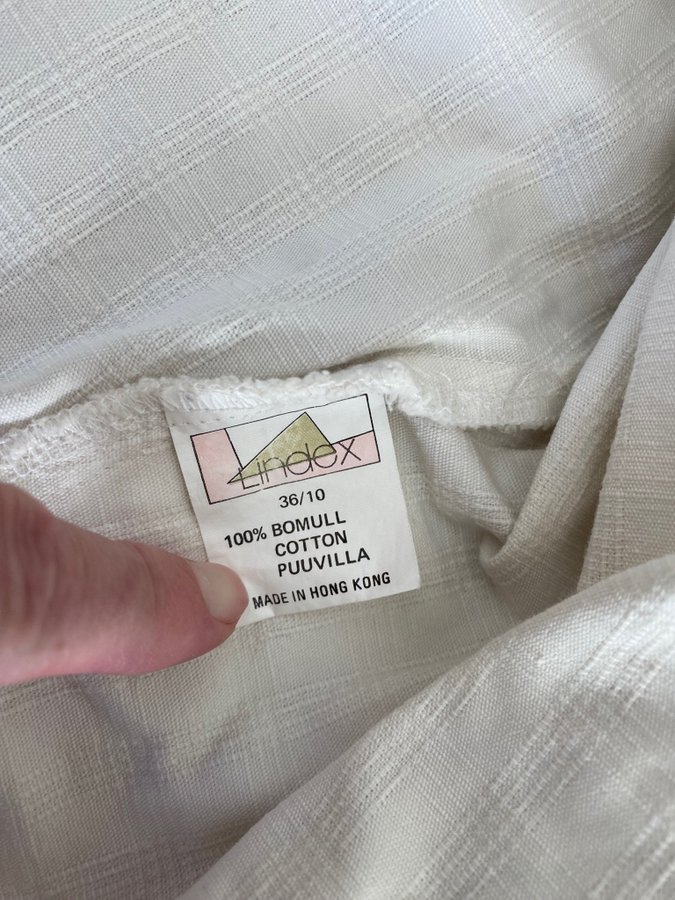 Lindex
36/10
100% BOMULL
COTTON
PUUVILLA
MADE IN HONG KONG